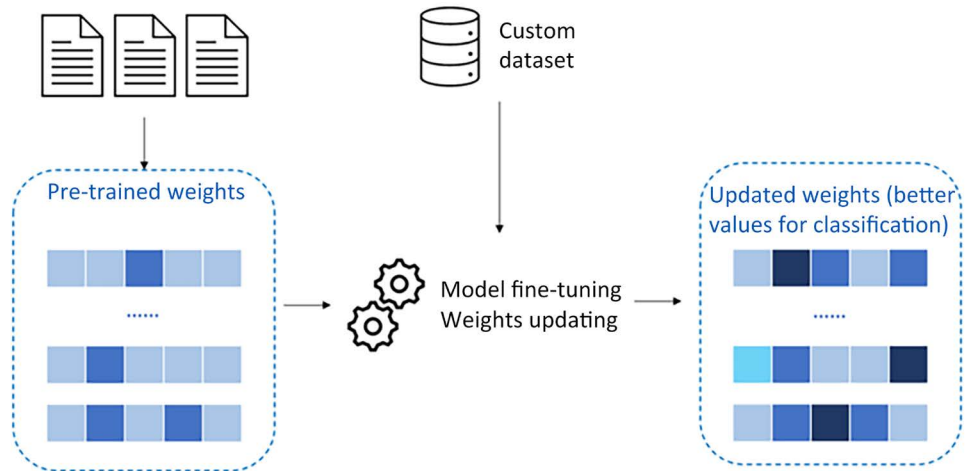 Custom
dataset
Pre-trained weights
......
Model fine-tuning
Weights updating
Updated weights (better
values for classification)
......